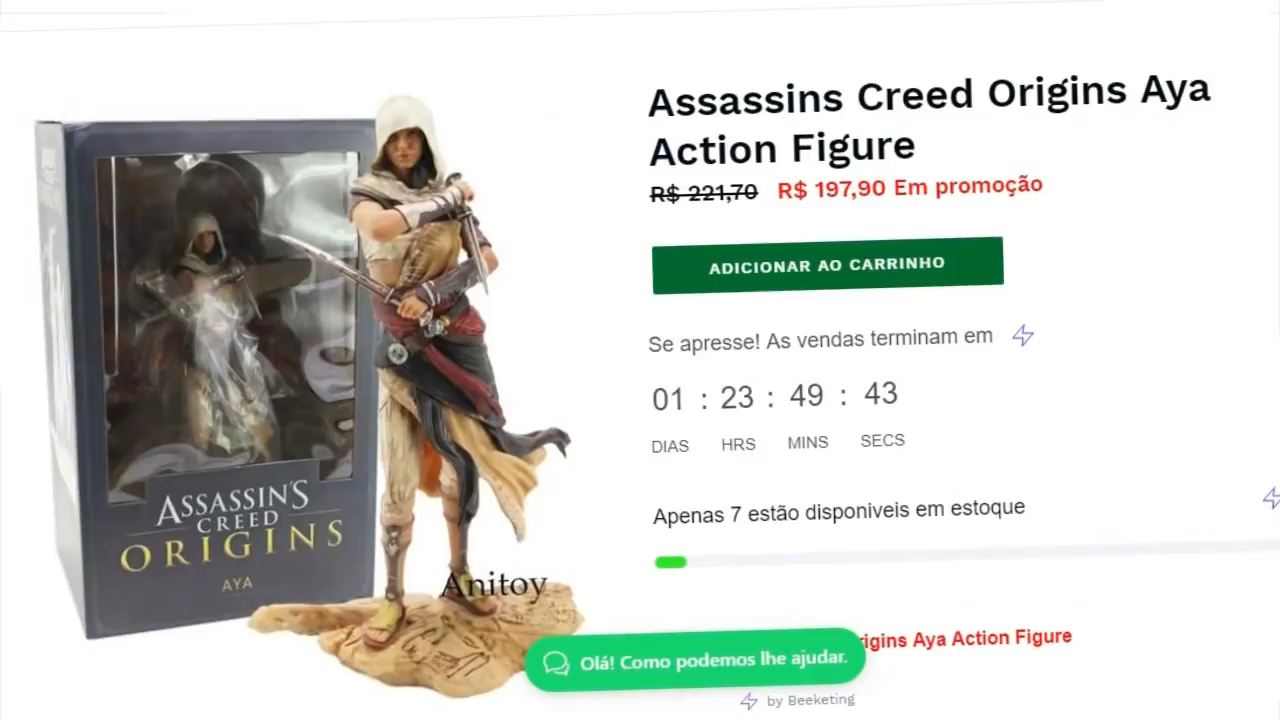 Assassins Creed Origins Aya
Action Figure
R$ 221,70 R$ 197,90 Em promoção
ADICIONAR AO CARRINHO
Se apresse! As vendas terminam em
01 : 23 : 49 : 43
DIAS HRS MINS SECS
Apenas 7 estão disponiveis em estoque
ASSASSIN'S
CREED
ORIGINS
AYA
Anitoy
rigins Aya Action Figure
Olá! Como podemos lhe ajudar.
by Beeketing